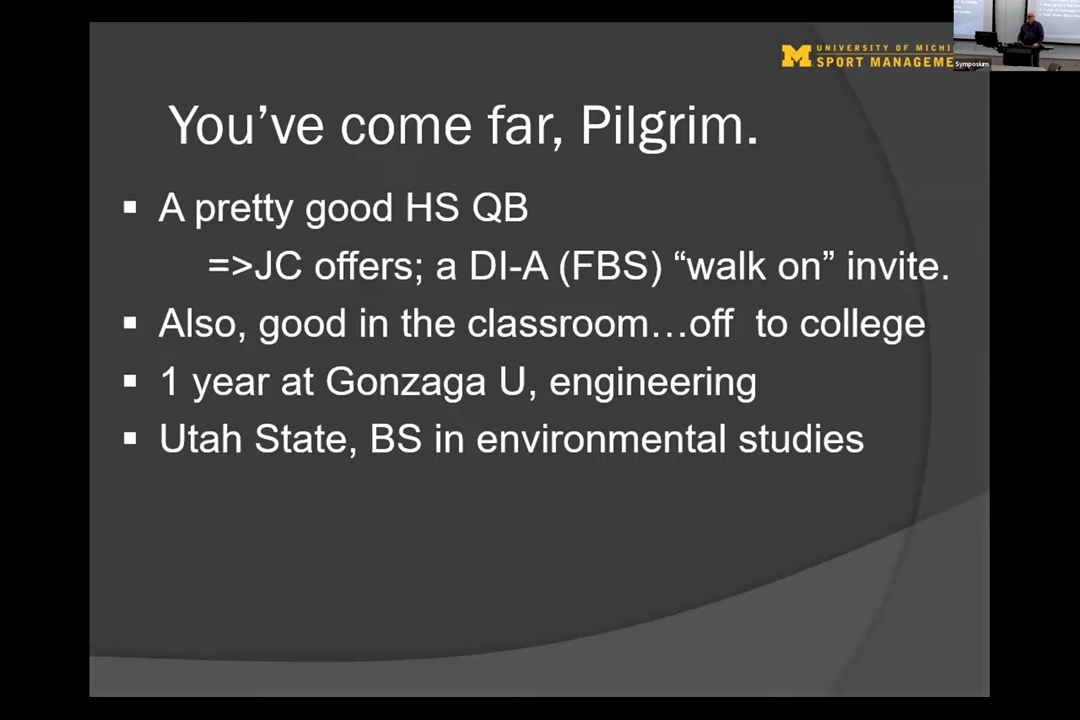 UNIVERSITY OF MICHI
M SPORT MANAGEME
Symposium
You've come far, Pilgrim.
▪ A pretty good HS QB
=>JC offers; a DI-A (FBS) “walk on” invite.
▪ Also, good in the classroom…off  to college
▪ 1 year at Gonzaga U, engineering
▪ Utah State, BS in environmental studies